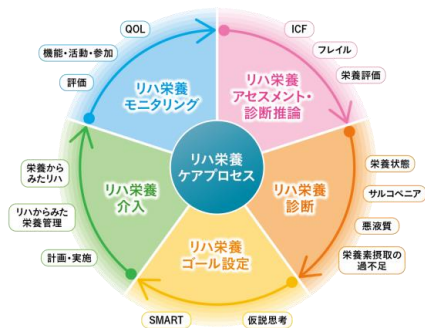 QOL
機能・活動・参加
評価
リハ栄養
モニタリング
ICF
フレイル
栄養評価
リハ栄養
アセスメント・
診断推論
リハ栄養
ケアプロセス
栄養状態
サルコペニア
悪液質
栄養素摂取の
過不足
リハ栄養
診断
仮説思考
SMART
リハ栄養
ゴール設定
栄養から
みたリハ
リハからみた
栄養管理
計画・実施
リハ栄養
介入